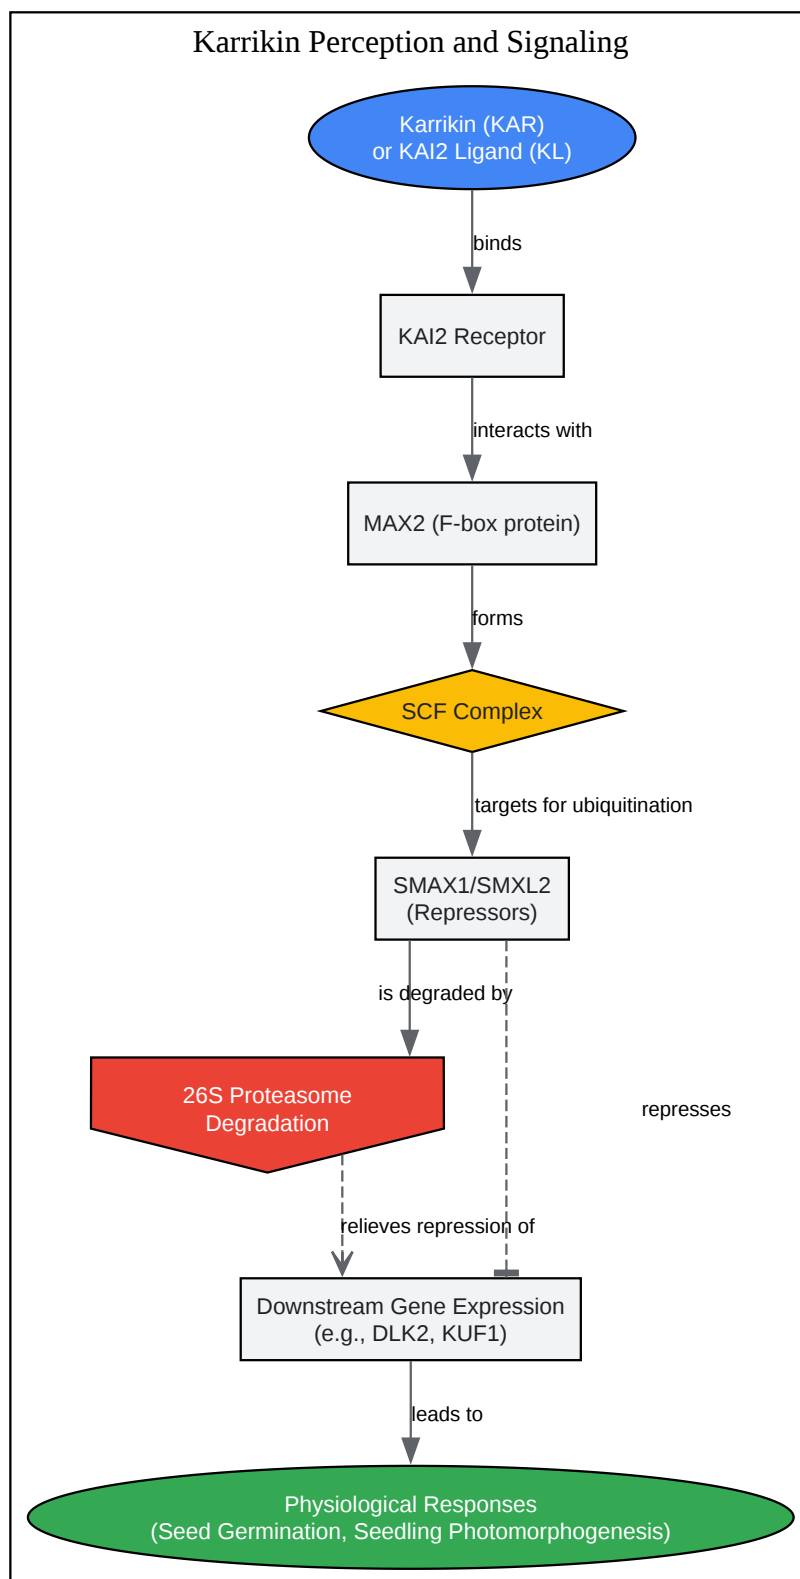 Karrikin Perception and Signaling
Karrikin (KAR)
or KAI2 Ligand (KL)
binds
KAI2 Receptor
interacts with
MAX2 (F-box protein)
forms
SCF Complex
targets for ubiquitination
SMAX1/SMXL2
(Repressors)
is degraded by
26S Proteasome
Degradation
represses
relieves repression of
Downstream Gene Expression
(e.g., DLK2, KUF1)
leads to
Physiological Responses
(Seed Germination, Seedling Photomorphogenesis)